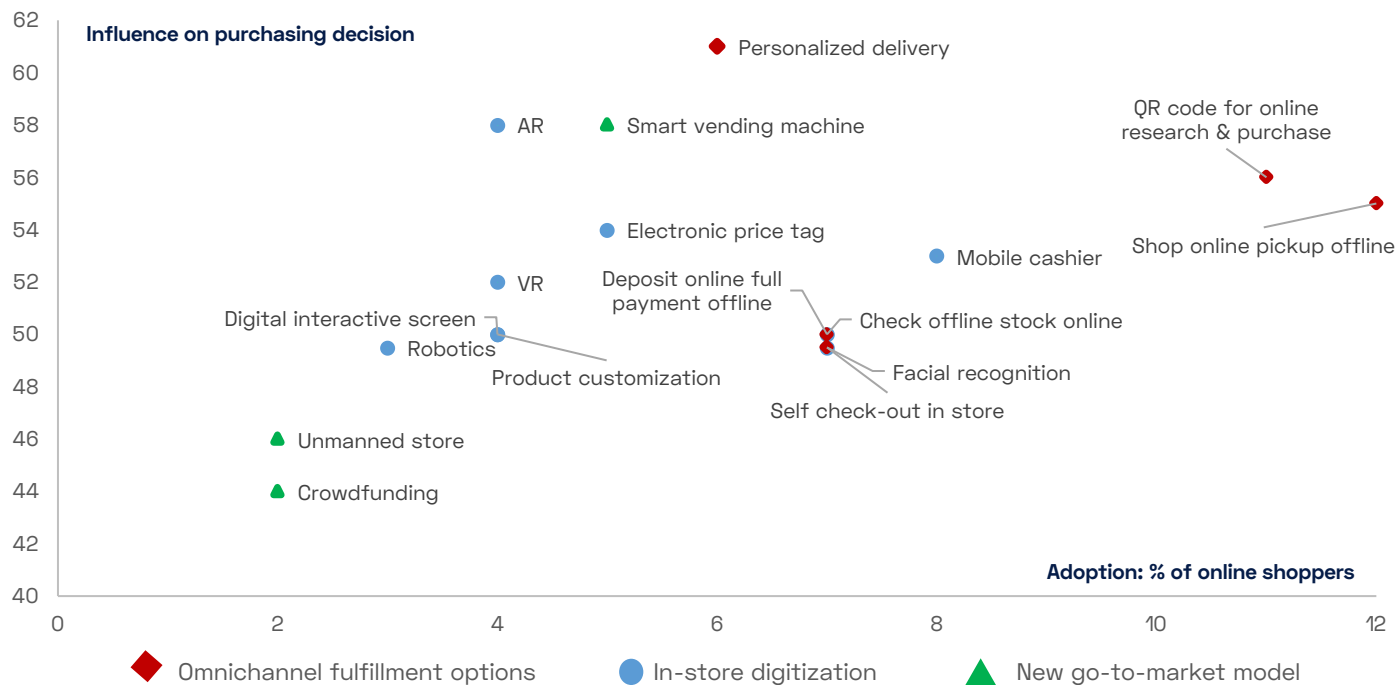 Influence on purchasing decision
62
60
58
56
54
52
50
48
46
44
42
40
Personalized delivery
AR
Smart vending machine
QR code for online
research & purchase
Shop online pickup offline
Electronic price tag
Mobile cashier
VR
Deposit online full
payment offline
Digital interactive screen
Check offline stock online
Robotics
Product customization
Facial recognition
Self check-out in store
Unmanned store
Crowdfunding
Adoption: % of online shoppers
0 2 4 6 8 10 12
Omnichannel fulfillment options In-store digitization New go-to-market model